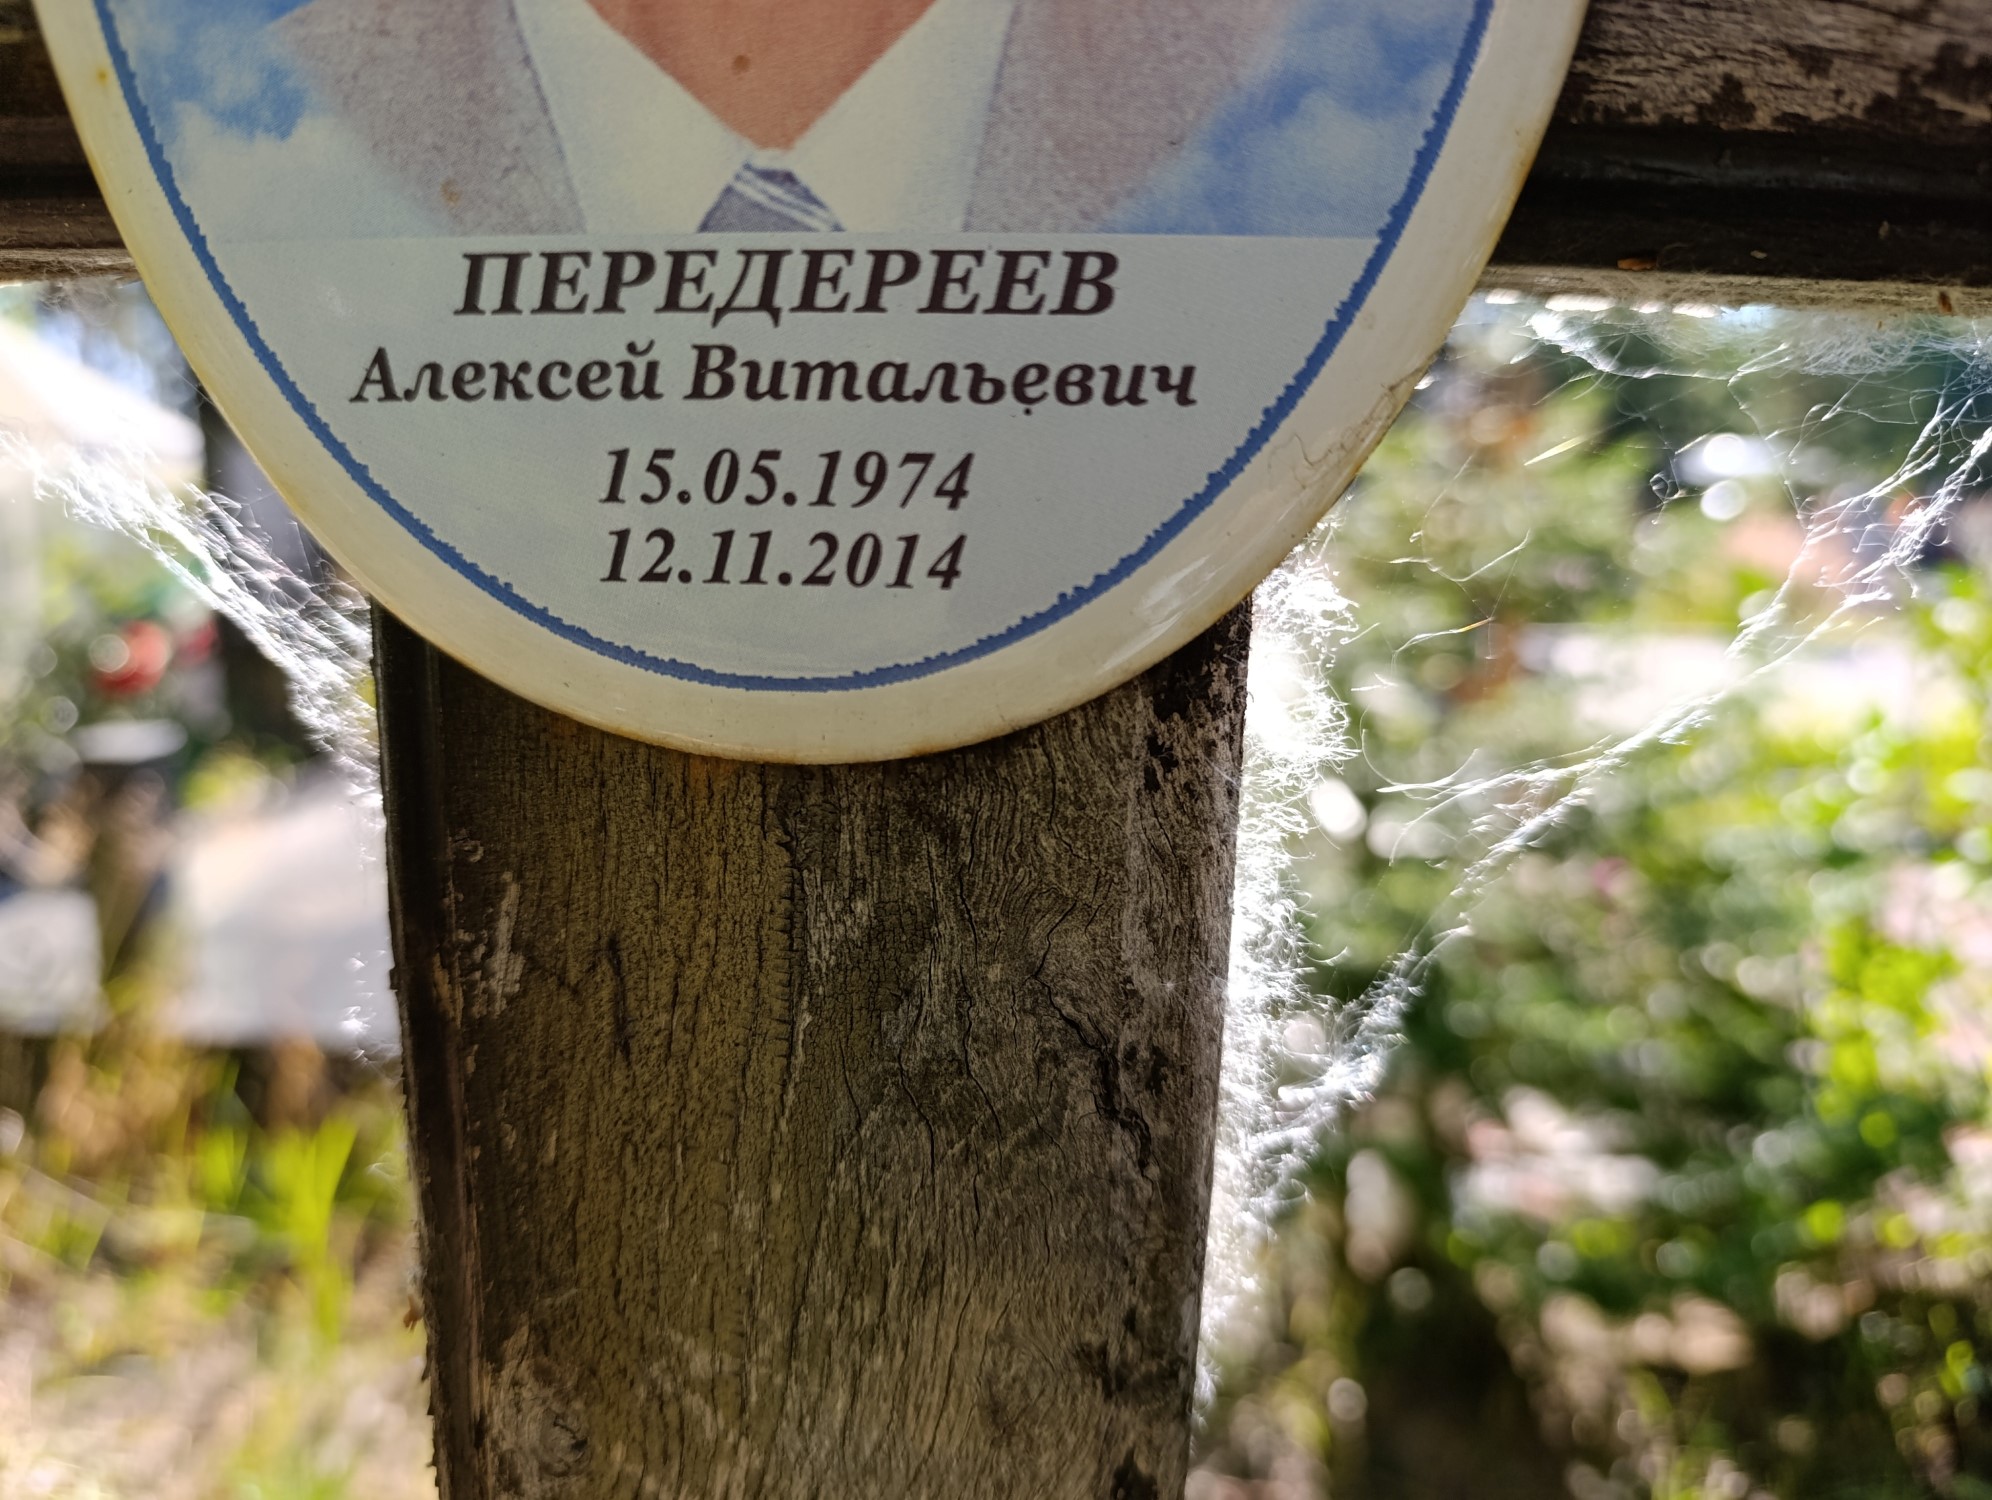 ПЕРЕДЕРЕЕВ
Алексей Витальевич
15.05.1974
12.11.2014